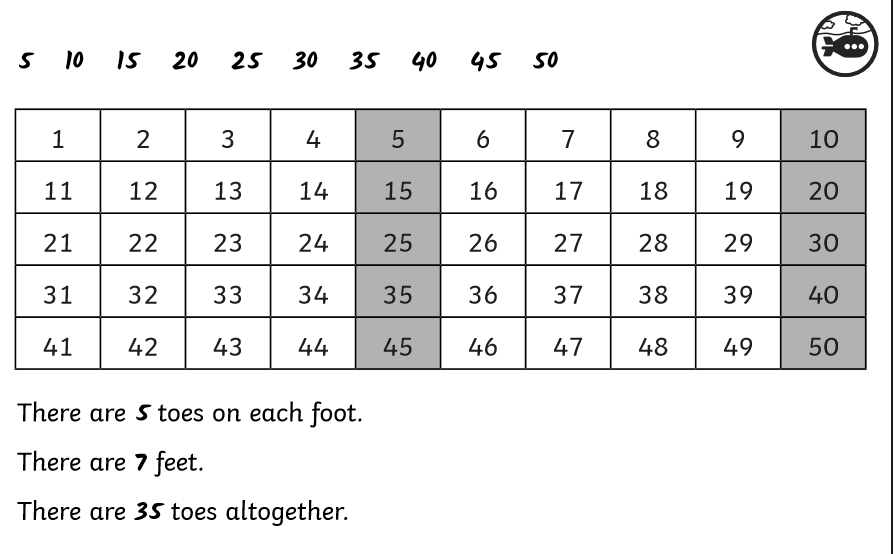 5 10 15 20 25 30 35 40 45 50
1 2 3 4 5 6 7 8 9 10
11 12 13 14 15 16 17 18 19 20
21 22 23 24 25 26 27 28 29 30
31 32 33 34 35 36 37 38 39 40
41 42 43 44 45 46 47 48 49 50
There are 5 toes on each foot.
There are 7 feet.
There are 35 toes altogether.